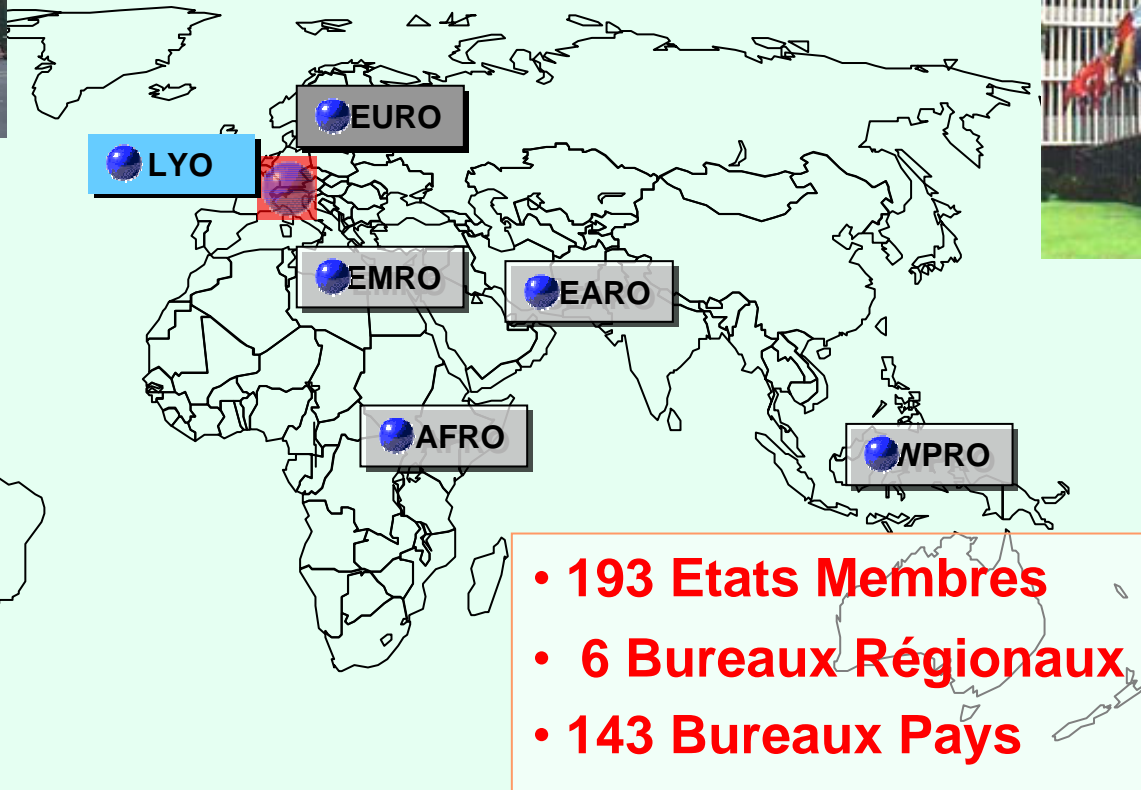 EURO
LYO
EMRO
EARO
AFRO
WPRO
• 193 Etats Membres
• 6 Bureaux Régionaux
• 143 Bureaux Pays